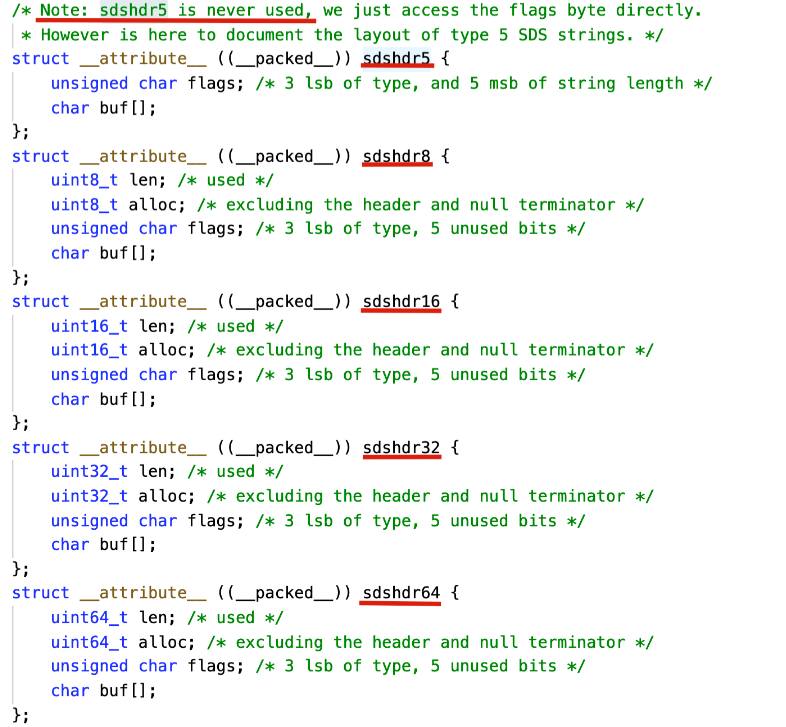 /* Note: sdshdr5 is never used, we just access the flags byte directly.
 * However is here to document the layout of type 5 SDS strings. */
struct __attribute__ ((__packed__)) sdshdr5 {
    unsigned char flags; /* 3 lsb of type, and 5 msb of string length */
    char buf[];
};
struct __attribute__ ((__packed__)) sdshdr8 {
    uint8_t len; /* used */
    uint8_t alloc; /* excluding the header and null terminator */
    unsigned char flags; /* 3 lsb of type, 5 unused bits */
    char buf[];
};
struct __attribute__ ((__packed__)) sdshdr16 {
    uint16_t len; /* used */
    uint16_t alloc; /* excluding the header and null terminator */
    unsigned char flags; /* 3 lsb of type, 5 unused bits */
    char buf[];
};
struct __attribute__ ((__packed__)) sdshdr32 {
    uint32_t len; /* used */
    uint32_t alloc; /* excluding the header and null terminator */
    unsigned char flags; /* 3 lsb of type, 5 unused bits */
    char buf[];
};
struct __attribute__ ((__packed__)) sdshdr64 {
    uint64_t len; /* used */
    uint64_t alloc; /* excluding the header and null terminator */
    unsigned char flags; /* 3 lsb of type, 5 unused bits */
    char buf[];
};